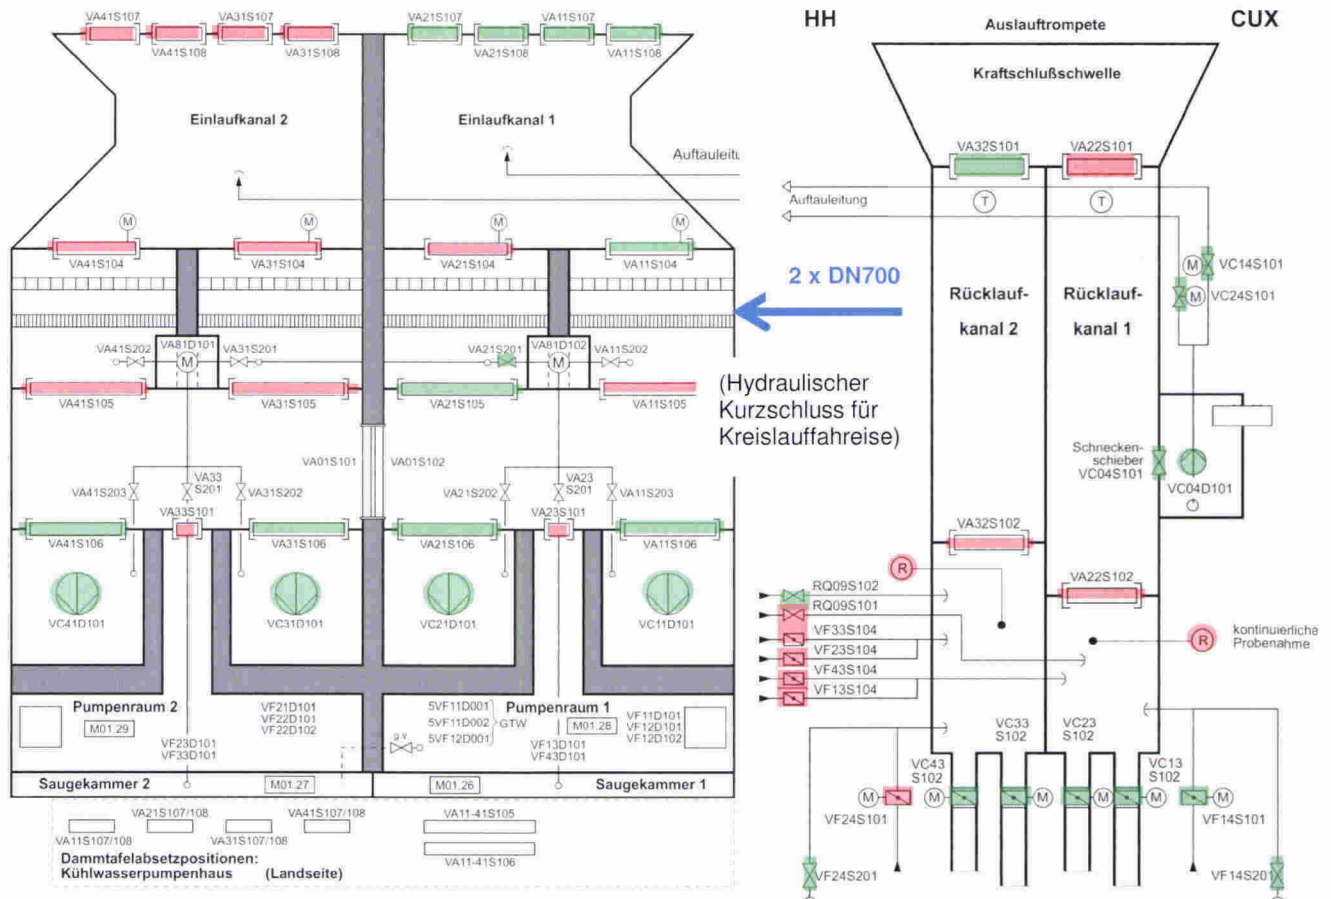 VA41S107 VA31S107 VA21S107 VA11S107
VA41S108 VA31S108 VA21S108 VA11S108
Einlaufkanal 2 Einlaufkanal 1
Auftauleitu
M M M M
VA41S104 VA31S104 VA21S104 VA11S104
VA41S202 VA81D101 VA31S201 VA21S201 VA81D102 VA11S202
M M
VA41S105 VA31S105 VA21S105 VA11S105
VA01S101 VA01S102
VA41S203 VA33 VA31S202 VA21S202 VA23 VA11S203
S201 S201
VA33S101 VA23S101
VA41S106 VA31S106 VA21S106 VA11S106
VC41D101 VC31D101 VC21D101 VC11D101
Pumpenraum 2 Pumpenraum 1
M01.29 M01.28
VF21D101
VF22D101
VF22D102
5VF11D001
5VF11D002 GTW
5VF12D001
VF11D101
VF12D101
VF12D102
VF23D101
VF33D101
g.v.
VF13D101
VF43D101
Saugekammer 2 M01.27 M01.26 Saugekammer 1
VA21S107/108 VA41S107/108 VA11-41S105
VA11S107/108 VA31S107/108
VA11-41S106
Dammtafelabsetzpositionen:
Kühlwasserpumpenhaus (Landseite)
2 x DN700
(Hydraulischer
Kurzschluss für
Kreislauffahreise)
HH Auslauftrompete CUX
Kraftschlußschwelle
VA32S101 VA22S101
Auftauleitung
T T
M VC14S101
M VC24S101
Rücklauf- Rücklauf-
kanal 2 kanal 1
Schnecken-
schieber
VC04S101
VC04D101
VA32S102
R
VA22S102
RQ09S102
RQ09S101
VF33S104
VF23S104
VF43S104
VF13S104
R kontinuierliche
Probenahme
VC33 VC23
S102 S102
VC43 VC13
S102 S102
M M M M M M
VF24S101 VF14S101
VF24S201 VF14S201